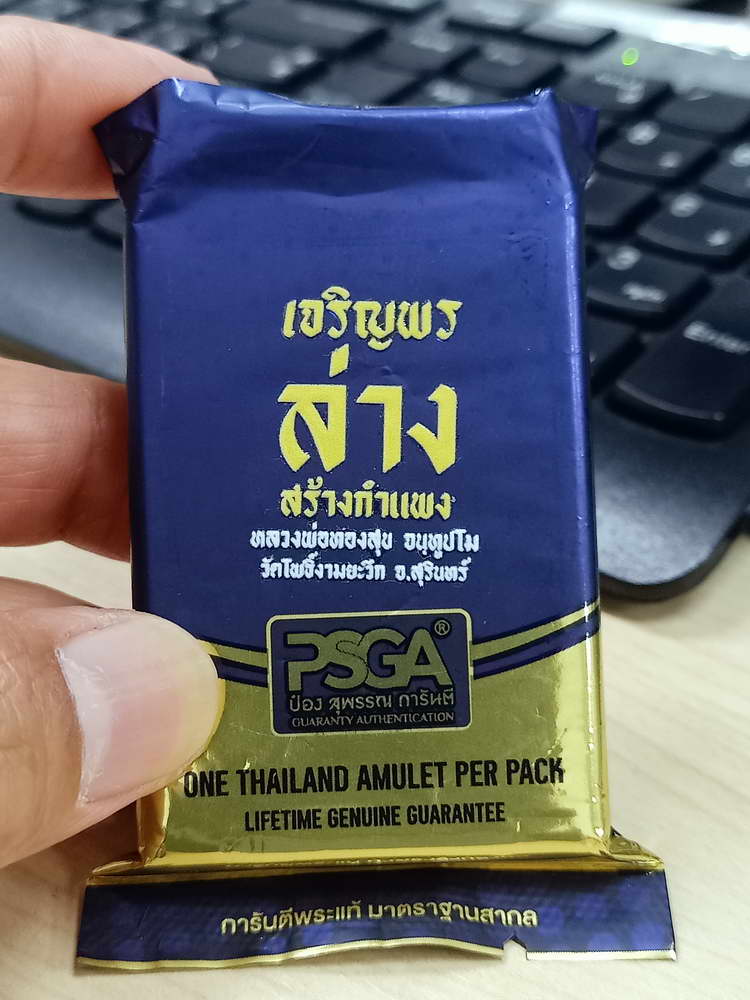 เจริญพร
ล่าง
สร้างกำแพง
หลวงพ่อทองสุข อนฺทูปโม
วัดโพธิ์งามยะวึก จ.สุรินทร์
PSGA®
ป๋อง สุพรรณ การันตี
GUARANTY AUTHENTICATION
ONE THAILAND AMULET PER PACK
LIFETIME GENUINE GUARANTEE
การันตีพระแท้ มาตราฐานสากล
Enter